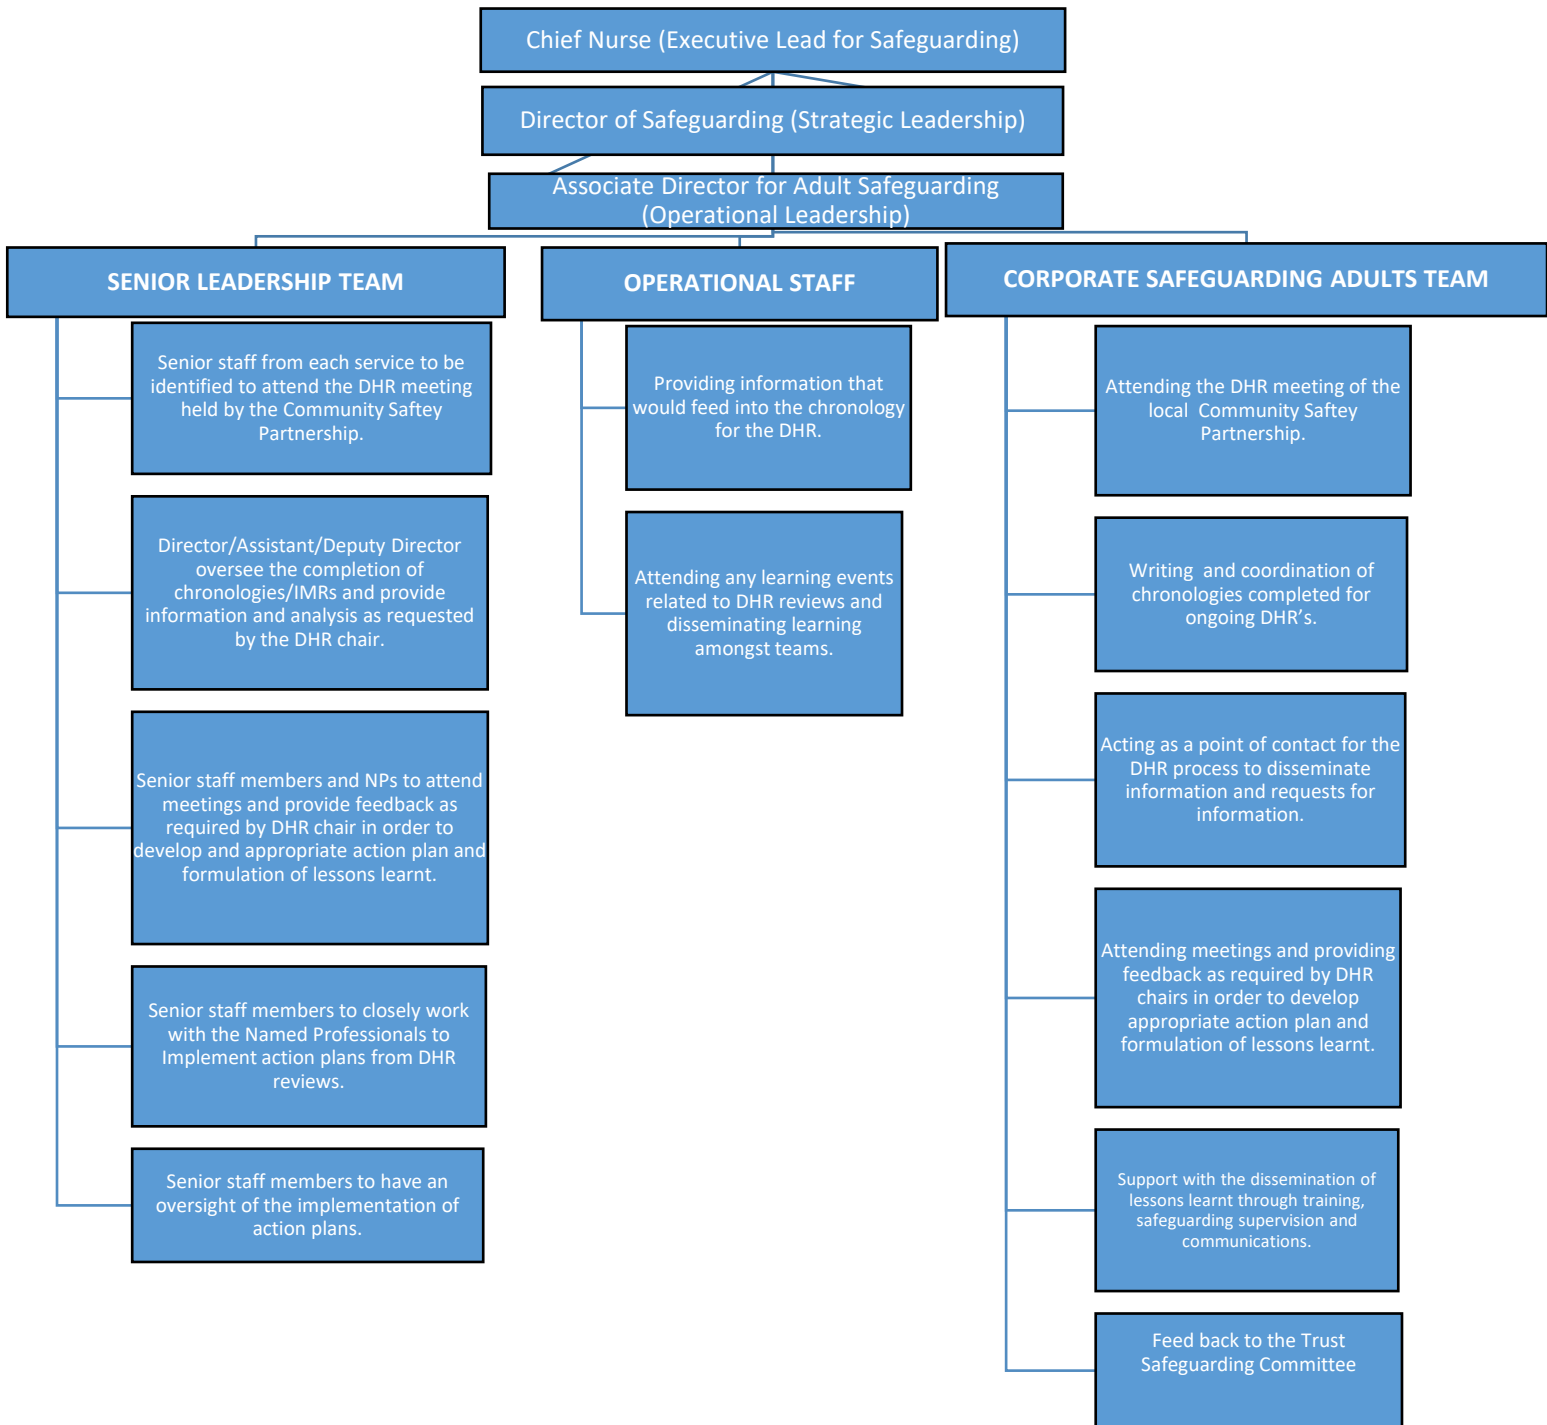 Chief Nurse (Executive Lead for Safeguarding)
Director of Safeguarding (Strategic Leadership)
Associate Director for Adult Safeguarding
(Operational Leadership)
SENIOR LEADERSHIP TEAM
Senior staff from each service to be
identified to attend the DHR meeting
held by the Community Saftey
Partnership.
Director/Assistant/Deputy Director
oversee the completion of
chronologies/IMRs and provide
information and analysis as requested
by the DHR chair.
Senior staff members and NPs to attend
meetings and provide feedback as
required by DHR chair in order to
develop and appropriate action plan and
formulation of lessons learnt.
Senior staff members to closely work
with the Named Professionals to
Implement action plans from DHR
reviews.
Senior staff members to have an
oversight of the implementation of
action plans.
OPERATIONAL STAFF
Providing information that
would feed into the chronology
for the DHR.
Attending any learning events
related to DHR reviews and
disseminating learning
amongst teams.
CORPORATE SAFEGUARDING ADULTS TEAM
Attending the DHR meeting of the
local Community Saftey
Partnership.
Writing and coordination of
chronologies completed for
ongoing DHR’s.
Acting as a point of contact for the
DHR process to disseminate
information and requests for
information.
Attending meetings and providing
feedback as required by DHR
chairs in order to develop
appropriate action plan and
formulation of lessons learnt.
Support with the dissemination of
lessons learnt through training,
safeguarding supervision and
communications.
Feed back to the Trust
Safeguarding Committee